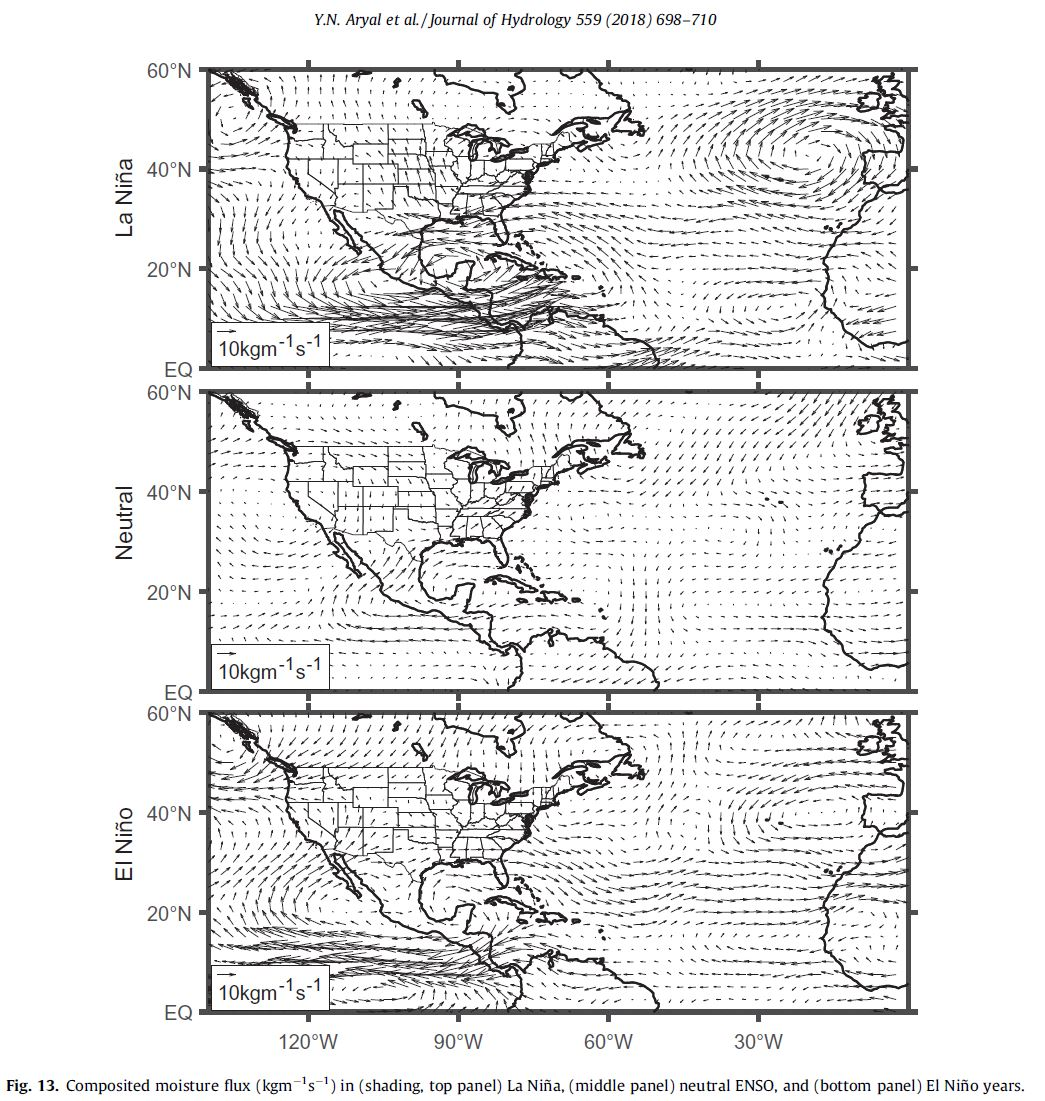 Y.N. Aryal et al. / Journal of Hydrology 559 (2018) 698–710
60°N
40°N
20°N
EQ
La Niña
10kgm⁻¹s⁻¹
60°N
40°N
20°N
EQ
Neutral
10kgm⁻¹s⁻¹
60°N
40°N
20°N
EQ
El Niño
10kgm⁻¹s⁻¹
120°W 90°W 60°W 30°W
Fig. 13. Composited moisture flux (kgm⁻¹s⁻¹) in (shading, top panel) La Niña, (middle panel) neutral ENSO, and (bottom panel) El Niño years.